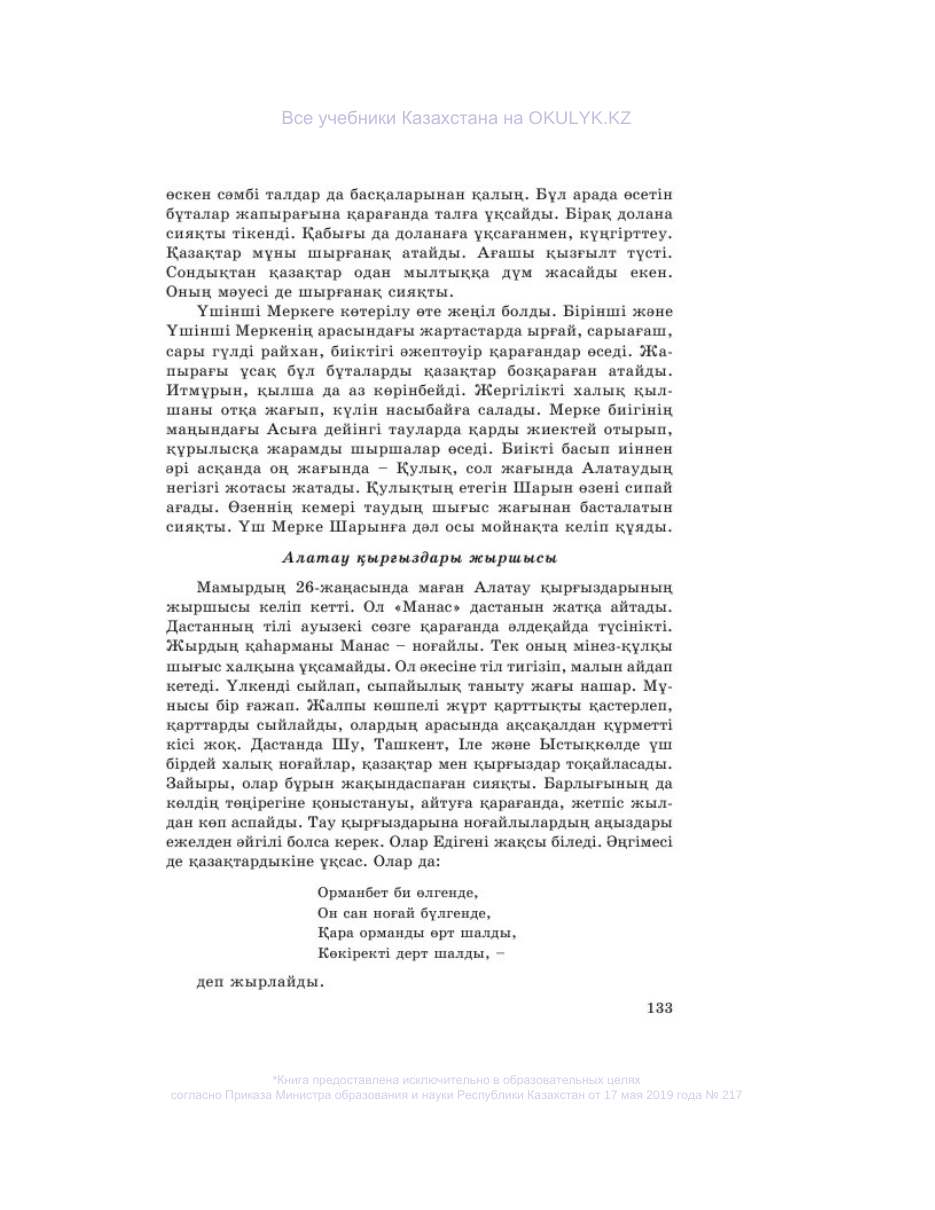 Все учебники Казахстана на OKULYK.KZ
өскен сәмбі талдар да басқаларынан қалың. Бұл арада өсетін
бұталар жапырағына қарағанда талға ұқсайды. Бірақ долана
сияқты тікенді. Қабығы да доланаға ұқсағанмен, күңгірттеу.
Қазақтар мұны шырғанақ атайды. Ағашы қызғылт түсті.
Сондықтан қазақтар одан мылтыққа дүм жасайды екен.
Оның мәуесі де шырғанақ сияқты.
Үшінші Меркеге көтерілу өте жеңіл болды. Бірінші және
Үшінші Меркенің арасындағы жартастарда ырғай, сарыағаш,
сары гүлді райхан, биіктігі әжептәуір қарағандар өседі. Жа-
пырағы ұсақ бұл бұталарды қазақтар бозқараған атайды.
Итмұрын, қылша да аз көрінбейді. Жергілікті халық қыл-
шаны отқа жағып, күлін насыбайға салады. Мерке биігінің
маңындағы Асыға дейінгі тауларда қарды жиектей отырып,
құрылысқа жарамды шыршалар өседі. Биікті басып иіннен
әрі асқанда оң жағында – Қулық, сол жағында Алатаудың
негізгі жотасы жатады. Қулықтың етегін Шарын өзені сипай
ағады. Өзеннің кемері таудың шығыс жағынан басталатын
сияқты. Үш Мерке Шарынға дәл осы мойнақта келіп құяды.
Алатау қырғыздары жыршысы
Мамырдың 26-жаңасында маған Алатау қырғыздарының
жыршысы келіп кетті. Ол «Манас» дастанын жатқа айтады.
Дастанның тілі ауызекі сөзге қарағанда әлдеқайда түсінікті.
Жырдың қаһарманы Манас – ноғайлы. Тек оның мінез-құлқы
шығыс халқына ұқсамайды. Ол әкесіне тіл тигізіп, малын айдап
кетеді. Үлкенді сыйлап, сыпайылық таныту жағы нашар. Мұ-
нысы бір ғажап. Жалпы көшпелі жұрт қарттықты қастерлеп,
қарттарды сыйлайды, олардың арасында ақсақалдан құрметті
кісі жоқ. Дастанда Шу, Ташкент, Іле және Ыстықкөлде үш
бірдей халық ноғайлар, қазақтар мен қырғыздар тоқайласады.
Зайыры, олар бұрын жақындаспаған сияқты. Барлығының да
көлдің төңірегіне қоныстануы, айтуға қарағанда, жетпіс жыл-
дан көп аспайды. Тау қырғыздарына ноғайлылардың аңыздары
ежелден әйгілі болса керек. Олар Едігені жақсы біледі. Әңгімесі
де қазақтардыкіне ұқсас. Олар да:
Орманбет би өлгенде,
Он сан ноғай бүлгенде,
Қара орманды өрт шалды,
Көкіректі дерт шалды, –
деп жырлайды.
133
*Книга предоставлена исключительно в образовательных целях
согласно Приказа Министра образования и науки Республики Казахстан от 17 мая 2019 года № 217